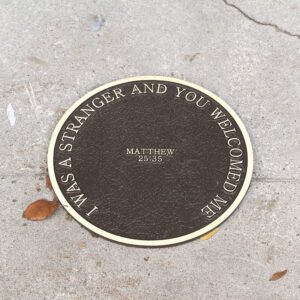 I WAS A STRANGER AND YOU WELCOMED ME
MATTHEW
25:35